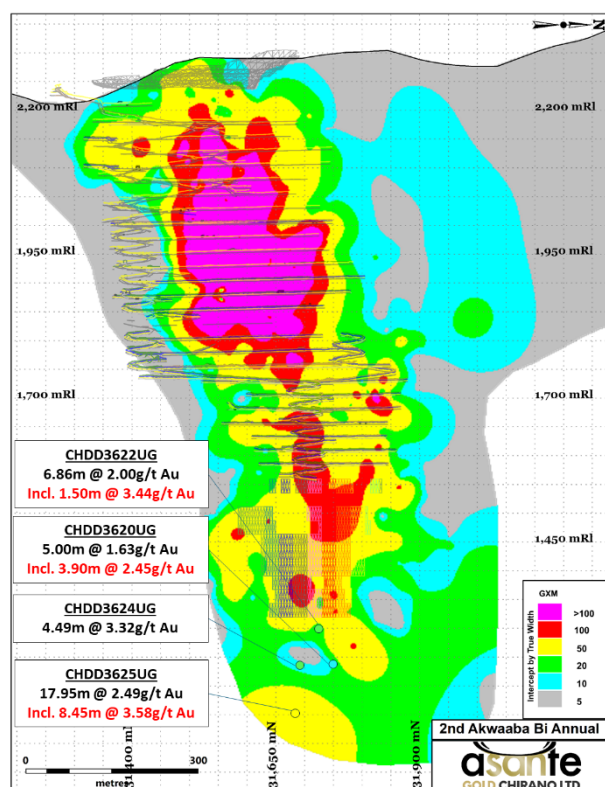 N
2,200 mRl
2,200 mRl
1,950 mRl
1,950 mRl
1,700 mRl
1,700 mRl
CHDD3622UG
6.86m @ 2.00g/t Au
Incl. 1.50m @ 3.44g/t Au
CHDD3620UG
5.00m @ 1.63g/t Au
Incl. 3.90m @ 2.45g/t Au
1,450 mRl
CHDD3624UG
4.49m @ 3.32g/t Au
CHDD3625UG
17.95m @ 2.49g/t Au
Incl. 8.45m @ 3.58g/t Au
GXM
Intercept by True Width
>100
100
50
20
10
5
31,400 mN
31,650 mN
31,900 mN
0
300
metres
2nd Akwaaba Bi Annual
asante
GOLD CHIRANO LTD